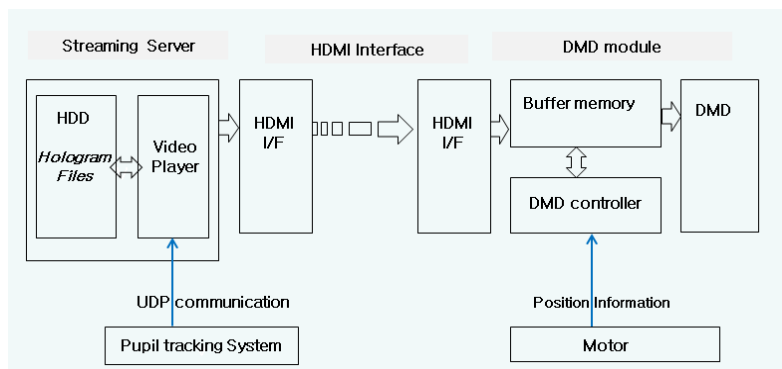 Streaming Server
HDMI Interface
DMD module
HDD
Hologram
Files
Video
Player
HDMI
I/F
HDMI
I/F
Buffer memory
DMD controller
DMD
UDP communication
Position Information
Pupil tracking System
Motor